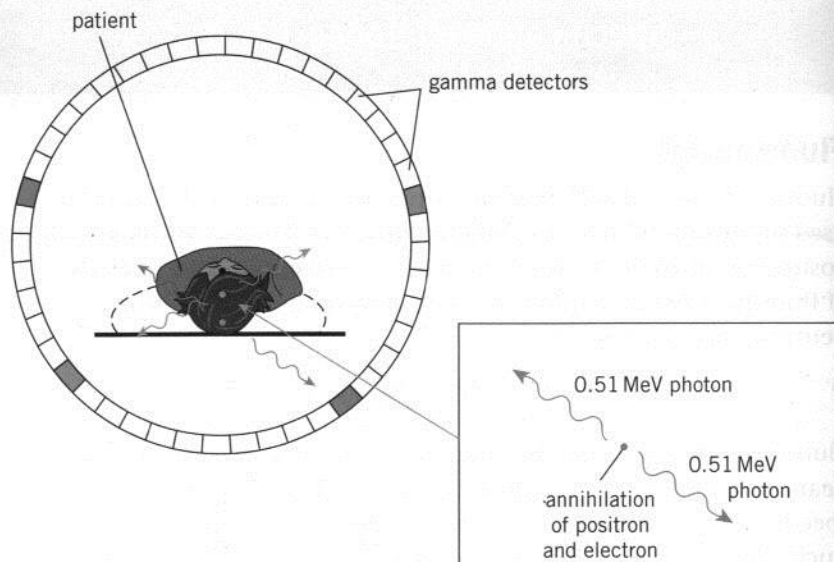 patient
gamma detectors
0.51 MeV photon
0.51 MeV
photon
annihilation
of positron
and electron